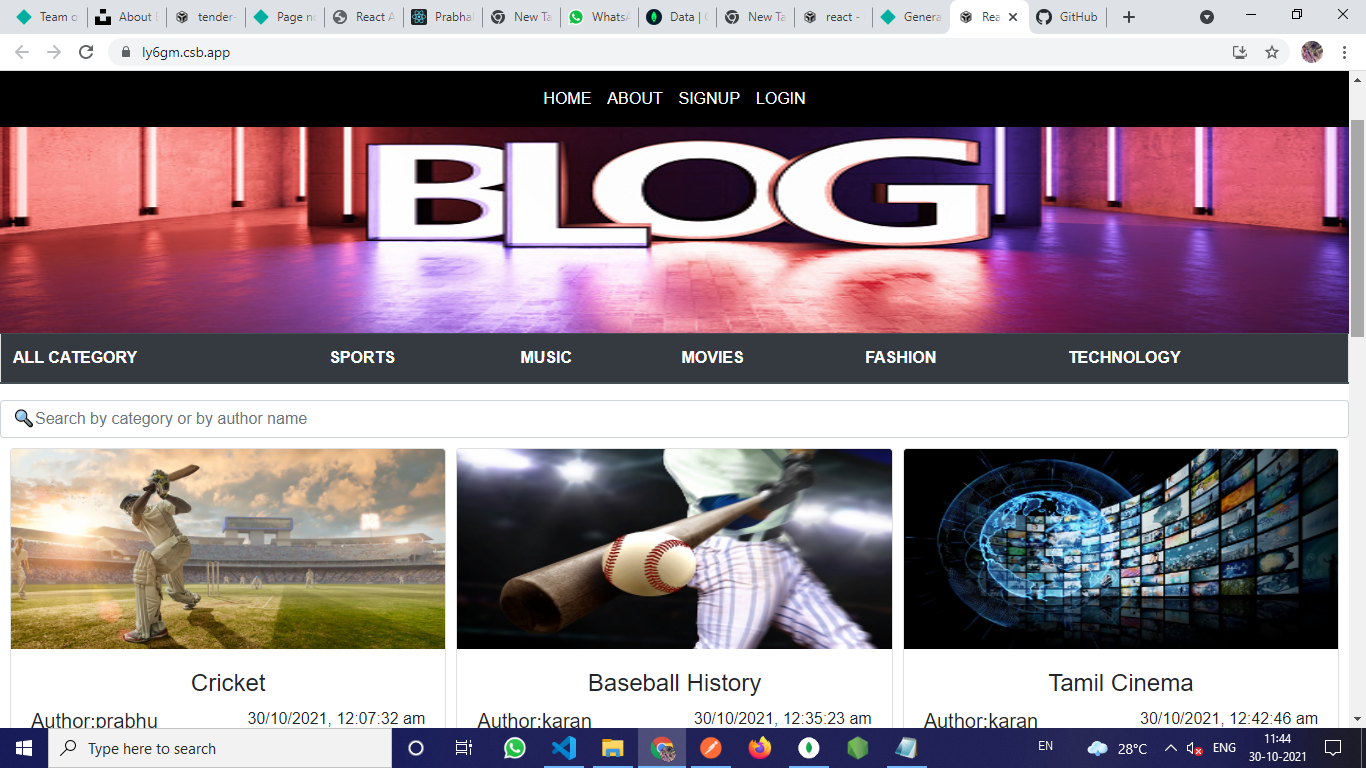 Team o
About
tender-
Page no
React A
Prabha
New Ta
WhatsA
Data | 
New Ta
react -
Genera
Rea
GitHub
ly6gm.csb.app
HOME ABOUT SIGNUP LOGIN
BLOG
ALL CATEGORY SPORTS MUSIC MOVIES FASHION TECHNOLOGY
Search by category or by author name
Cricket
Author:prabhu 30/10/2021, 12:07:32 am
Baseball History
Author:karan 30/10/2021, 12:35:23 am
Tamil Cinema
Author:karan 30/10/2021, 12:42:46 am
Type here to search
EN
28°C
ENG
11:44
30-10-2021